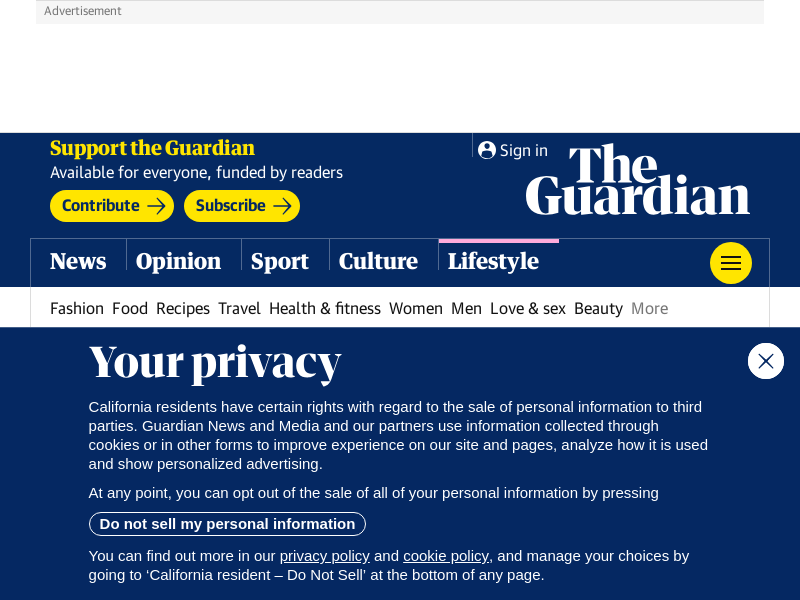 Advertisement
Support the Guardian
Available for everyone, funded by readers
Contribute
Subscribe
Sign in
The
Guardian
News Opinion Sport Culture Lifestyle
Fashion Food Recipes Travel Health & fitness Women Men Love & sex Beauty More
Your privacy
California residents have certain rights with regard to the sale of personal information to third
parties. Guardian News and Media and our partners use information collected through
cookies or in other forms to improve experience on our site and pages, analyze how it is used
and show personalized advertising.
At any point, you can opt out of the sale of all of your personal information by pressing
Do not sell my personal information
You can find out more in our privacy policy and cookie policy, and manage your choices by
going to ‘California resident – Do Not Sell’ at the bottom of any page.